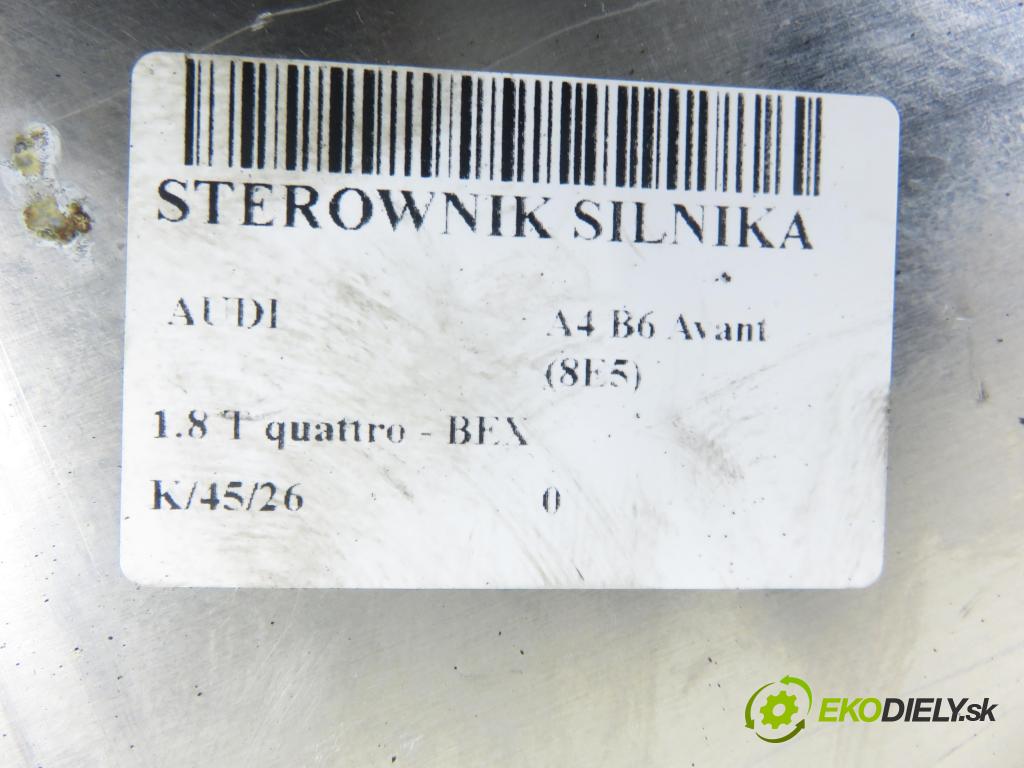 STEROWNIK SILNIKA
AUDI
A4 B6 Avant
(8E5)
1.8 T quattro - BEX
K/45/26
0
EKODIELY.sk